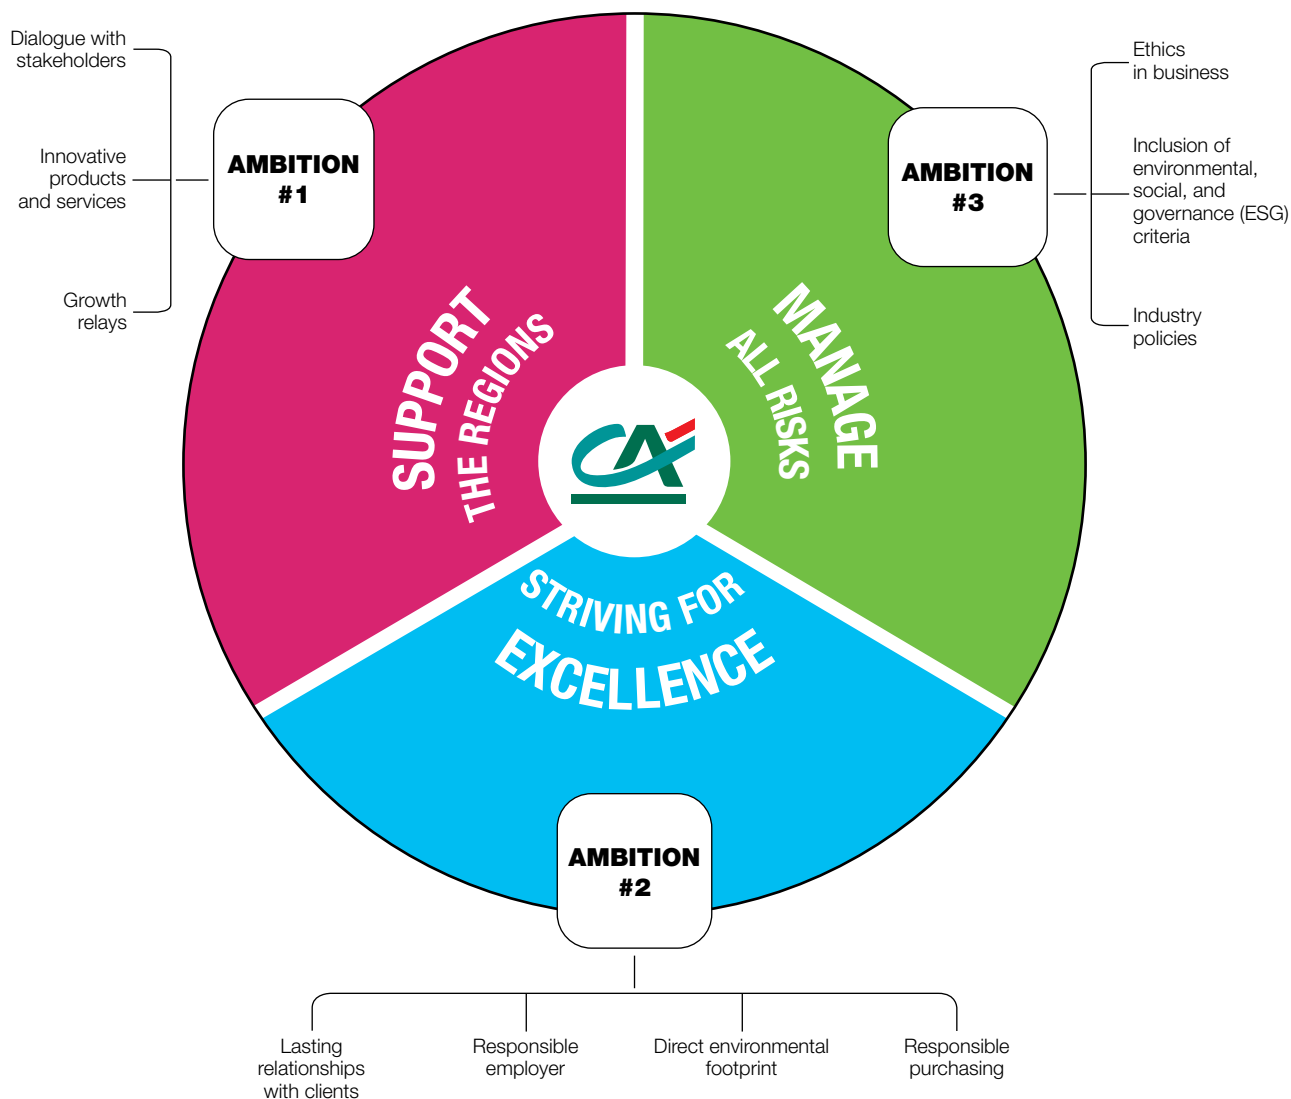 Dialogue with
stakeholders
Innovative
products
and services
Growth
relays
AMBITION
#1
SUPPORT
THE REGIONS
AMBITION
#3
MANAGE
ALL RISKS
Ethics
in business
Inclusion of
environmental,
social, and
governance (ESG)
criteria
Industry
policies
CA
STRIVING FOR
EXCELLENCE
AMBITION
#2
Lasting
relationships
with clients
Responsible
employer
Direct environmental
footprint
Responsible
purchasing